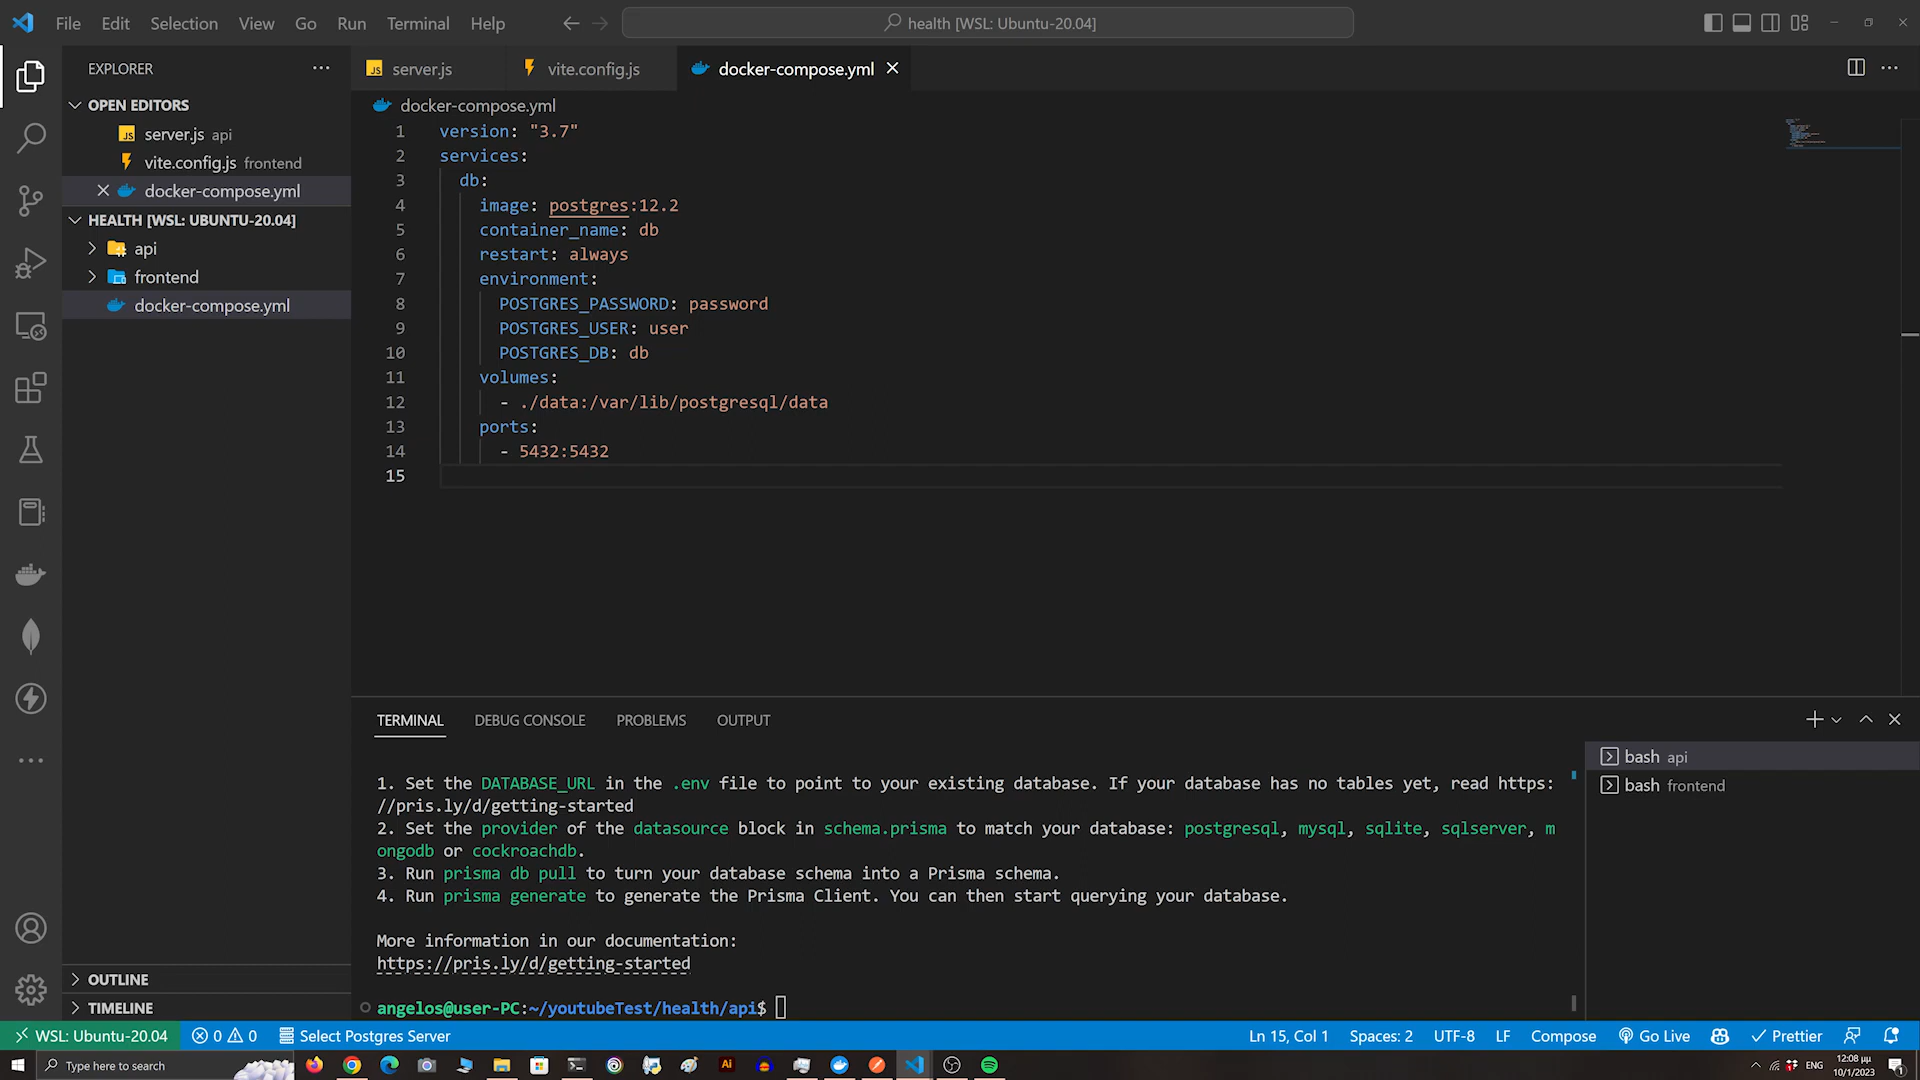 File Edit Selection View Go Run Terminal Help
health [WSL: Ubuntu-20.04]
EXPLORER
OPEN EDITORS
server.js api
vite.config.js frontend
docker-compose.yml
HEALTH [WSL: UBUNTU-20.04]
api
frontend
docker-compose.yml
OUTLINE
TIMELINE
JS server.js
vite.config.js
docker-compose.yml
docker-compose.yml
1 version: "3.7"
2 services:
3 db:
4 image: postgres:12.2
5 container_name: db
6 restart: always
7 environment:
8 POSTGRES_PASSWORD: password
9 POSTGRES_USER: user
10 POSTGRES_DB: db
11 volumes:
12 - ./data:/var/lib/postgresql/data
13 ports:
14 - 5432:5432
15
TERMINAL DEBUG CONSOLE PROBLEMS OUTPUT
1. Set the DATABASE_URL in the .env file to point to your existing database. If your database has no tables yet, read https:
//pris.ly/d/getting-started
2. Set the provider of the datasource block in schema.prisma to match your database: postgresql, mysql, sqlite, sqlserver, m
ongodb or cockroachdb.
3. Run prisma db pull to turn your database schema into a Prisma schema.
4. Run prisma generate to generate the Prisma Client. You can then start querying your database.
More information in our documentation:
https://pris.ly/d/getting-started
angelos@user-PC:~/youtubeTest/health/api$
bash api
bash frontend
WSL: Ubuntu-20.04 0 0 Select Postgres Server
Ln 15, Col 1 Spaces: 2 UTF-8 LF Compose Go Live Prettier
Type here to search
Ai
ENG
12:08 μμ
10/1/2023